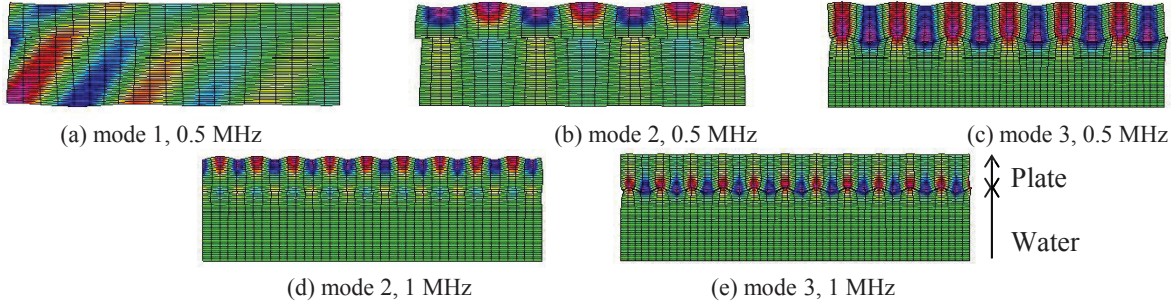 (a) mode 1, 0.5 MHz
(b) mode 2, 0.5 MHz
(c) mode 3, 0.5 MHz
Plate
Water
(d) mode 2, 1 MHz
(e) mode 3, 1 MHz